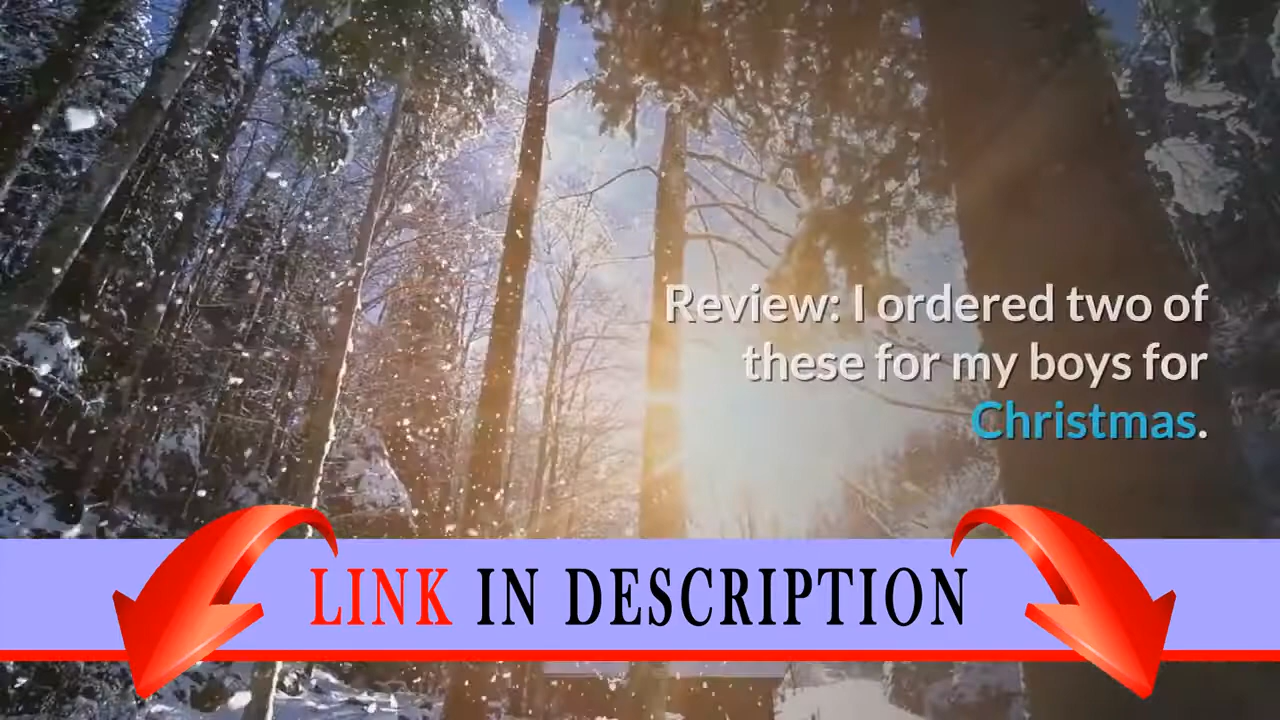 Review: I ordered two of
these for my boys for
Christmas.
LINK IN DESCRIPTION